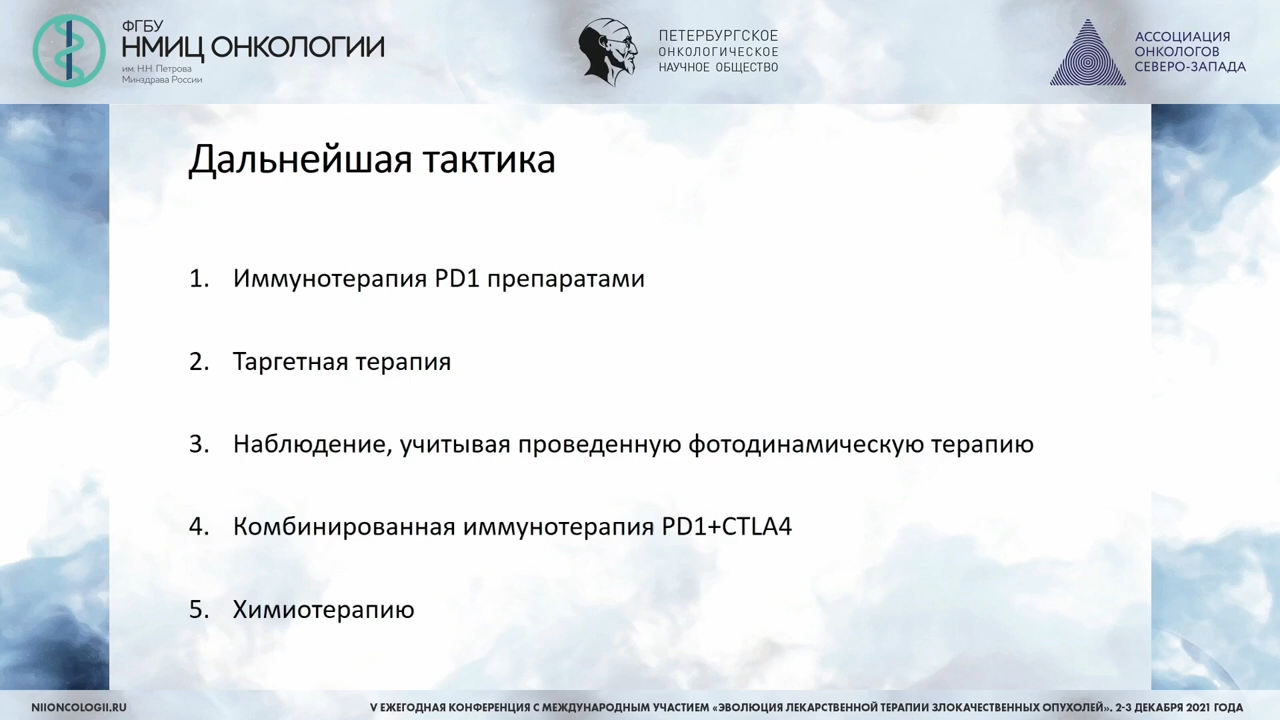 ФГБУ
НМИЦ ОНКОЛОГИИ
им. Н.Н. Петрова
Минздрава России
ПЕТЕРБУРГСКОЕ
ОНКОЛОГИЧЕСКОЕ
НАУЧНОЕ ОБЩЕСТВО
АССОЦИАЦИЯ
ОНКОЛОГОВ
СЕВЕРО-ЗАПАДА
Дальнейшая тактика
1. Иммунотерапия PD1 препаратами
2. Таргетная терапия
3. Наблюдение, учитывая проведенную фотодинамическую терапию
4. Комбинированная иммунотерапия PD1+CTLA4
5. Химиотерапию
NIIONCOLOGII.RU
V ЕЖЕГОДНАЯ КОНФЕРЕНЦИЯ С МЕЖДУНАРОДНЫМ УЧАСТИЕМ «ЭВОЛЮЦИЯ ЛЕКАРСТВЕННОЙ ТЕРАПИИ ЗЛОКАЧЕСТВЕННЫХ ОПУХОЛЕЙ». 2-3 ДЕКАБРЯ 2021 ГОДА